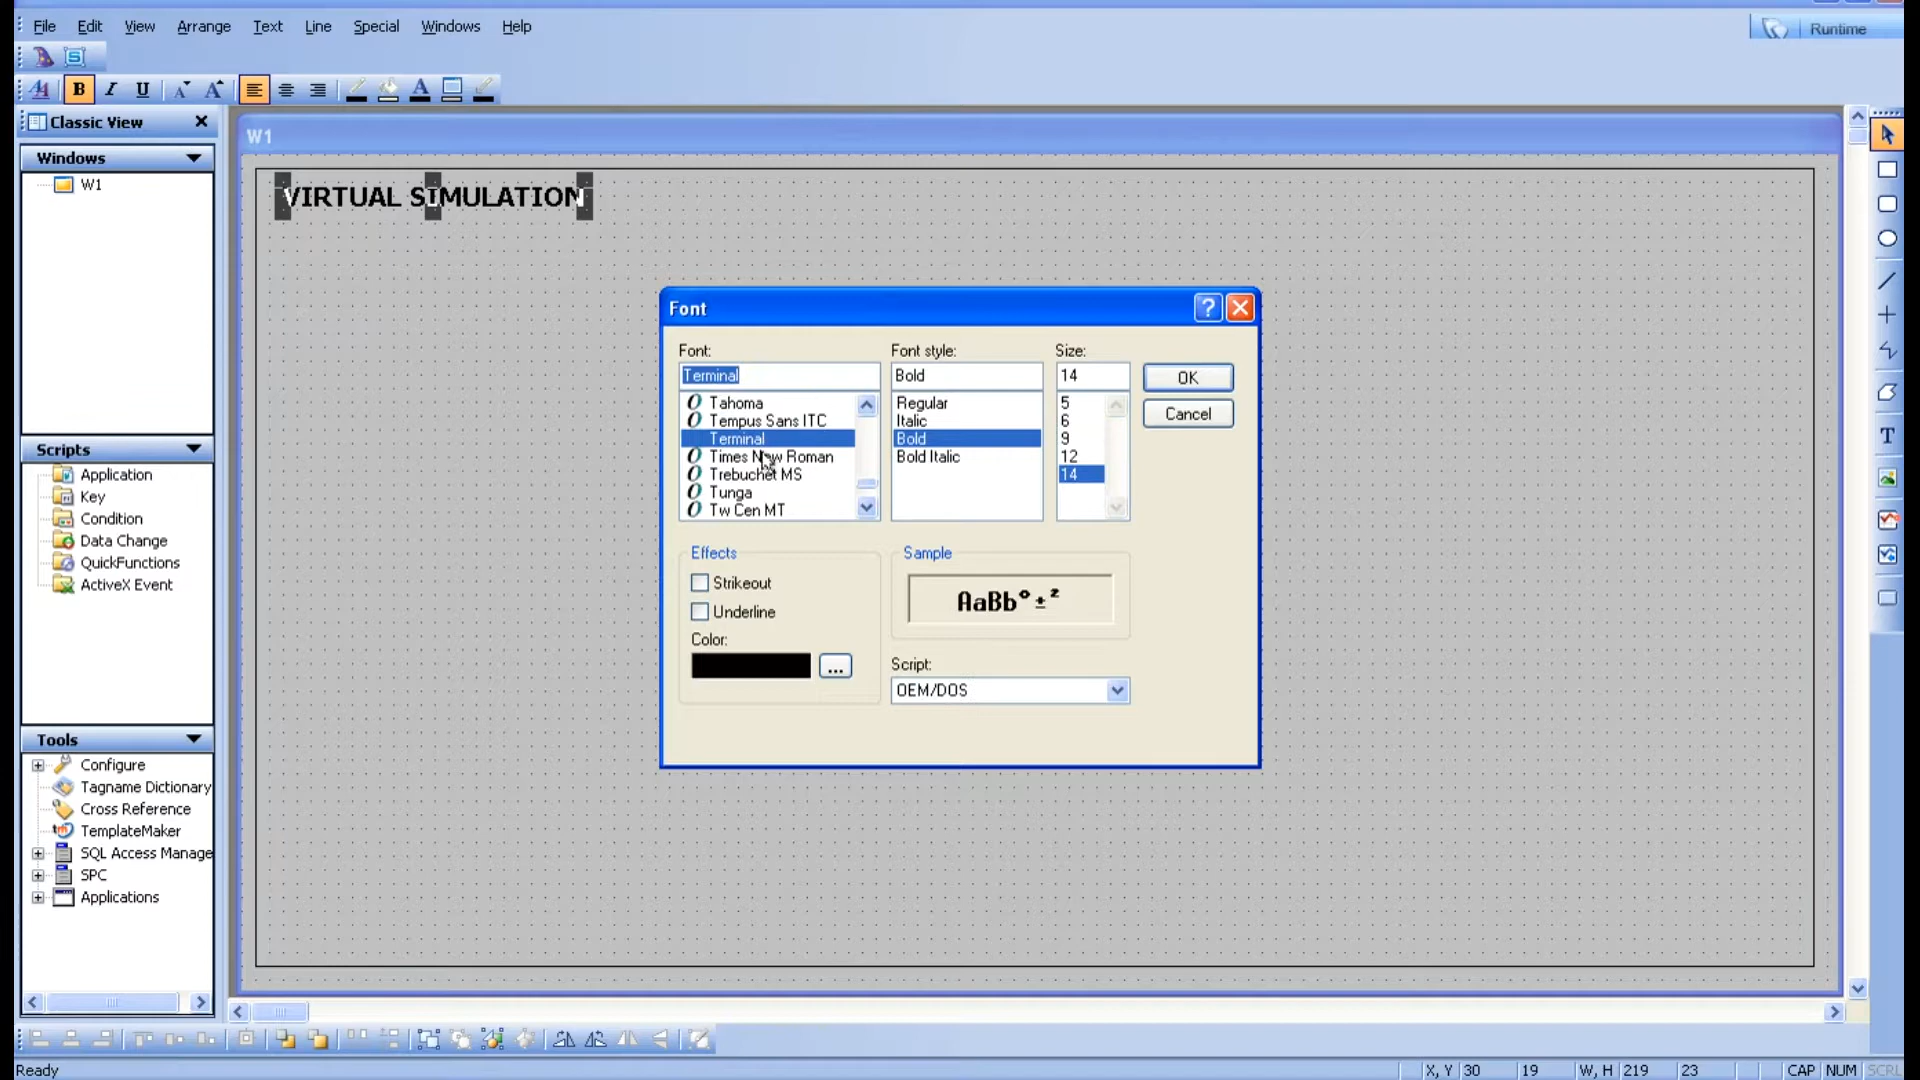 File Edit View Arrange Text Line Special Windows Help
Runtime
B I U A A A
Classic View
W1
Windows
W1
VIRTUAL SIMULATION
Font
Font: Font style: Size:
Terminal Bold 14 OK
Tahoma Regular 5
Tempus Sans ITC Italic 6 Cancel
Terminal Bold 9
Times New Roman Bold Italic 12
Trebuchet MS 14
Tunga
Tw Cen MT
Effects Sample
Strikeout
AaBb°±²
Underline
Color:
...
Script:
OEM/DOS
Scripts
Application
Key
Condition
Data Change
QuickFunctions
ActiveX Event
Tools
Configure
Tagname Dictionary
Cross Reference
TemplateMaker
SQL Access Manage
SPC
Applications
T
Ready X, Y 30 19 W, H 219 23 CAP NUM SCRL